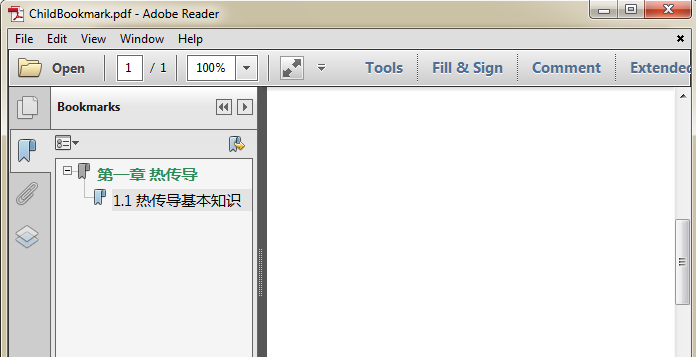 ChildBookmark.pdf - Adobe Reader
File Edit View Window Help
Open 1 / 1 100% Tools Fill & Sign Comment Extended
Bookmarks
第一章 热传导
1.1 热传导基本知识